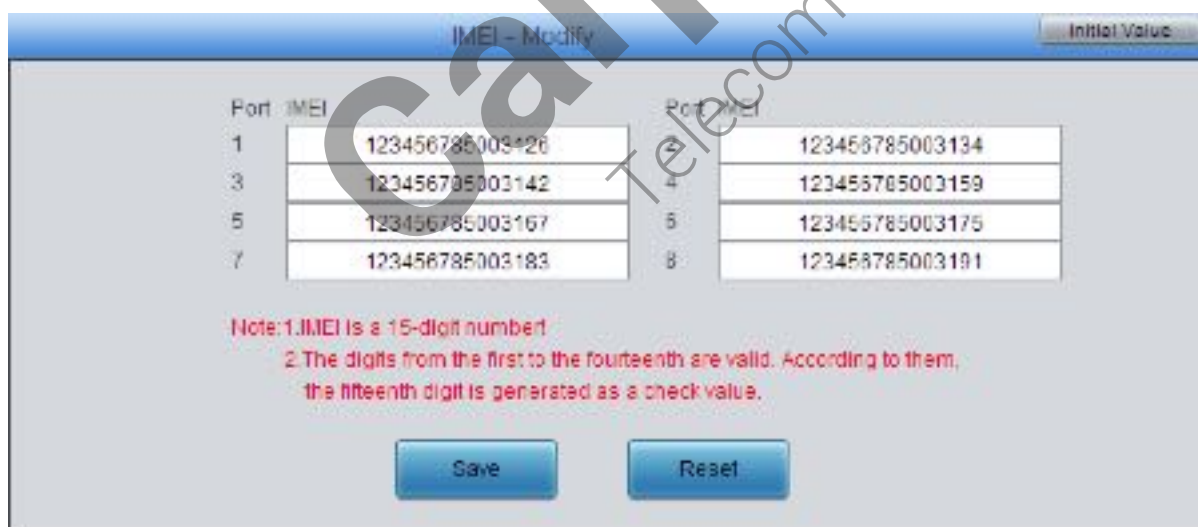 IMEI - Modify Initial Value
Port IMEI Port IMEI
1 123456785003126 2 123456785003134
3 123456785003142 4 123456785003159
5 123456785003167 6 123456785003175
7 123456785003183 8 123456785003191
Note:1.IMEI is a 15-digit number!
2.The digits from the first to the fourteenth are valid. According to them,
the fifteenth digit is generated as a check value.
Save Reset
Telecom